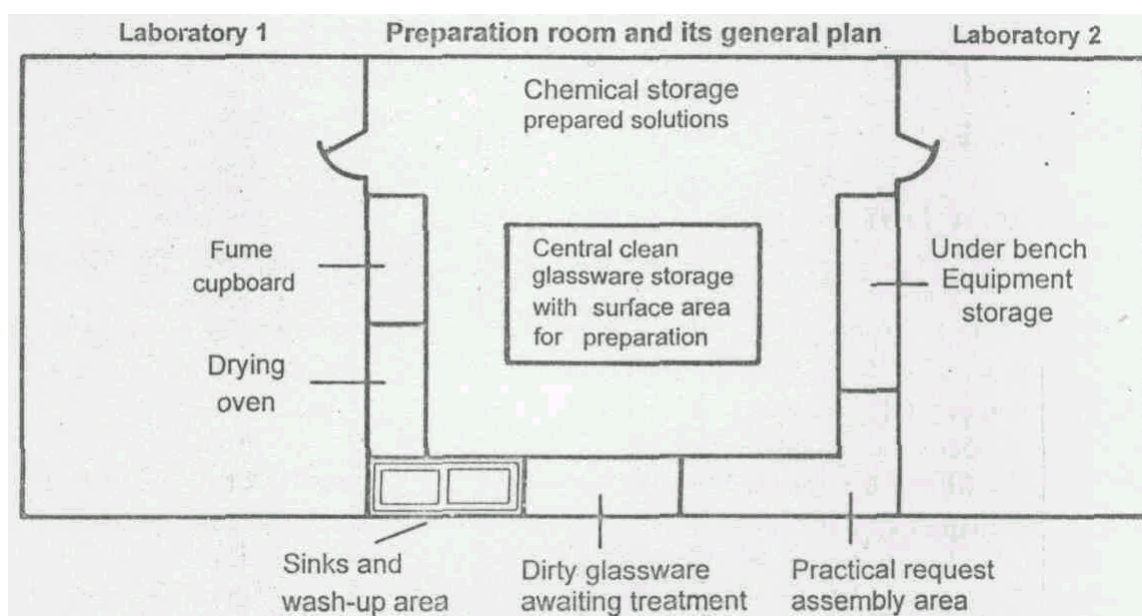 Laboratory 1
Preparation room and its general plan
Laboratory 2
Chemical storage
prepared solutions
Fume
cupboard
Central clean
glassware storage
with surface area
for preparation
Under bench
Equipment
storage
Drying
oven
Sinks and
wash-up area
Dirty glassware
awaiting treatment
Practical request
assembly area